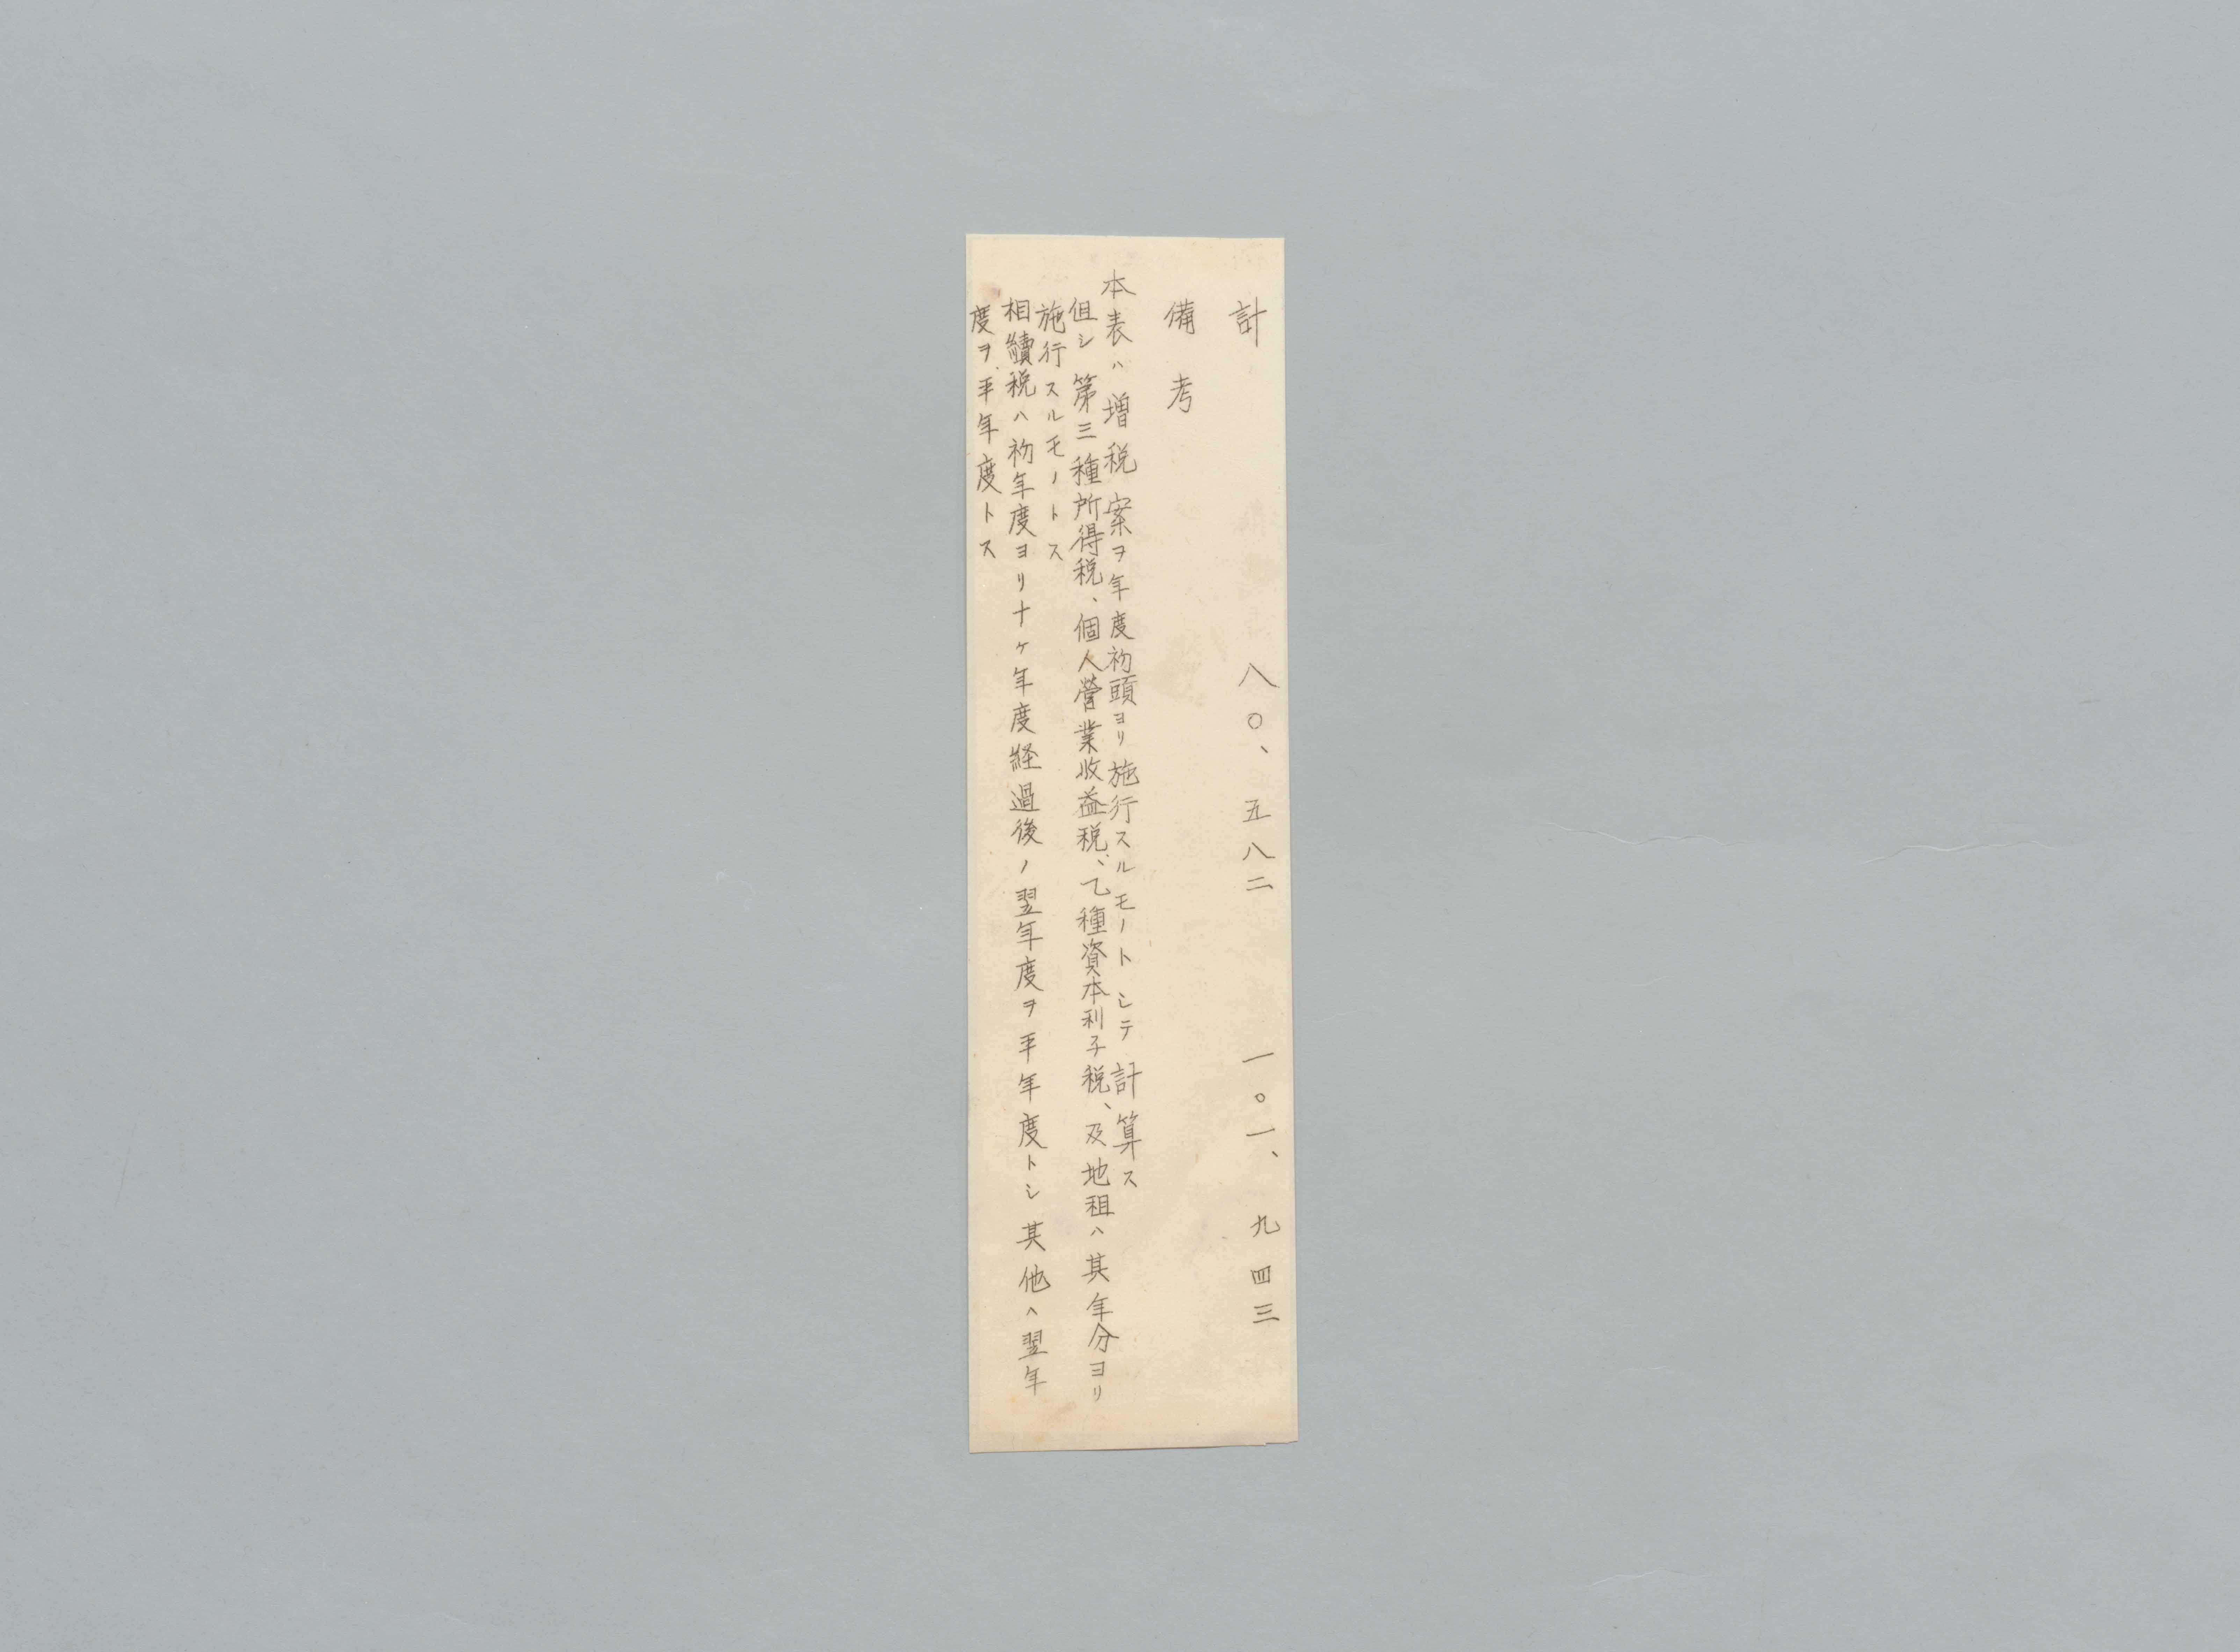 計 八〇、五八二 一〇一、九四三
備考
本表ハ増税案ヲ年度初頭ヨリ施行スルモノトシテ計算ス
但シ第三種所得税、個人營業收益税、乙種資本利子税、及地租ハ其年分ヨリ
施行スルモノトス
相續税ハ初年度ヨリ十ヶ年度経過後ノ翌年度ヲ平年度トシ其他ハ翌年
度ヲ平年度トス